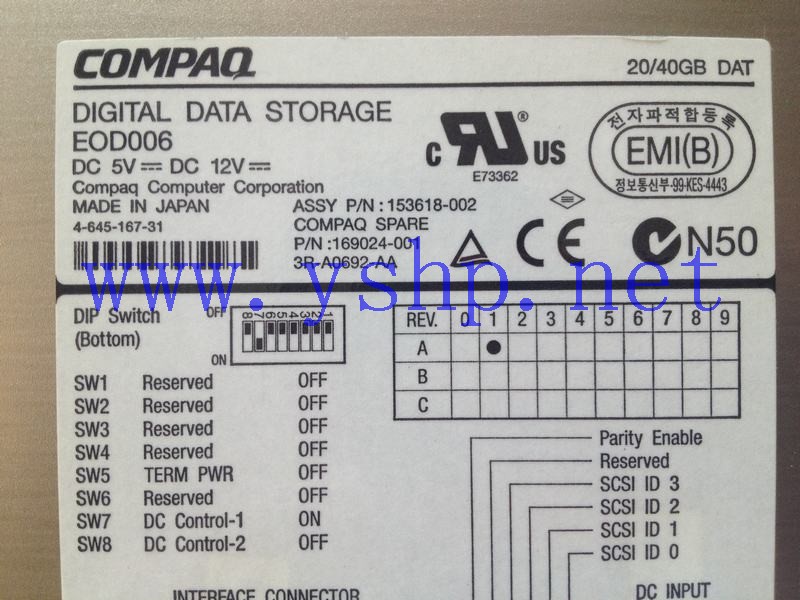 COMPAQ
20/40GB DAT
DIGITAL DATA STORAGE
EOD006
DC 5V DC 12V
Compaq Computer Corporation
MADE IN JAPAN
4-645-167-31
ASSY P/N:153618-002
COMPAQ SPARE
P/N:169024-001
3R-A0692-AA
C UR® US
E73362
전자파적합등록
EMI(B)
정보통신부-99-KES-4443
CE
N50
www.yshp.net
DIP Switch
(Bottom)
OFF
ON
8 7 6 5 4 3 2 1
REV. 0 1 2 3 4 5 6 7 8 9
A ●
B
C
SW1 Reserved OFF
SW2 Reserved OFF
SW3 Reserved OFF
SW4 Reserved OFF
SW5 TERM PWR OFF
SW6 Reserved OFF
SW7 DC Control-1 ON
SW8 DC Control-2 OFF
Parity Enable
Reserved
SCSI ID 3
SCSI ID 2
SCSI ID 1
SCSI ID 0
INTERFACE CONNECTOR
DC INPUT